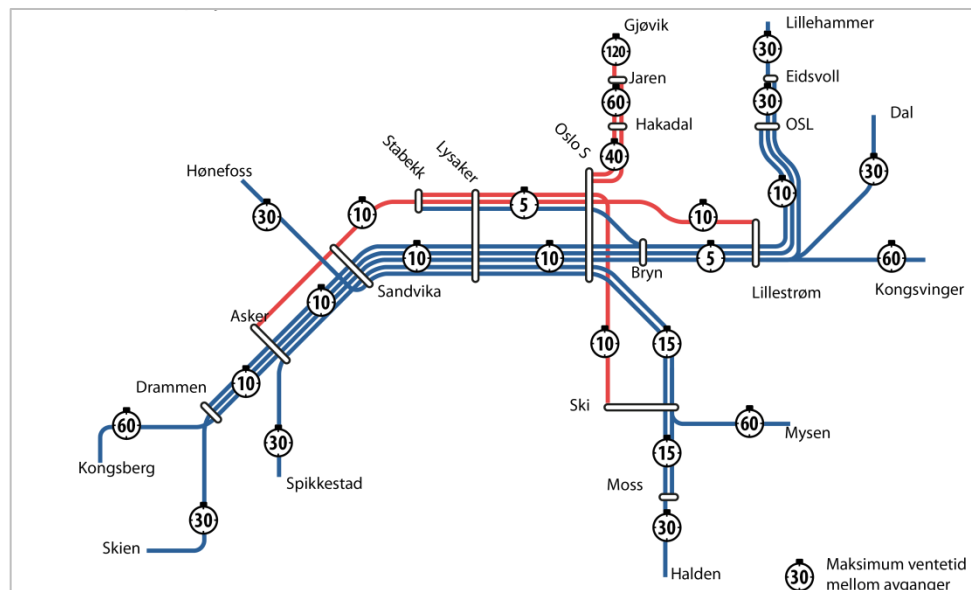 Lillehammer
Gjøvik
30
120
Jaren
Eidsvoll
60
30
Hakadal
OSL
Dal
Oslo S
40
Lysaker
Stabekk
Hønefoss
30
10
30
10
5
10
30
10
10
5
60
Bryn
Sandvika
Lillestrøm
Kongsvinger
10
Asker
10
15
10
Drammen
Ski
60
60
Mysen
30
15
Kongsberg
Spikkestad
Moss
30
30
Skien
Halden
30
Maksimum ventetid
mellom avganger